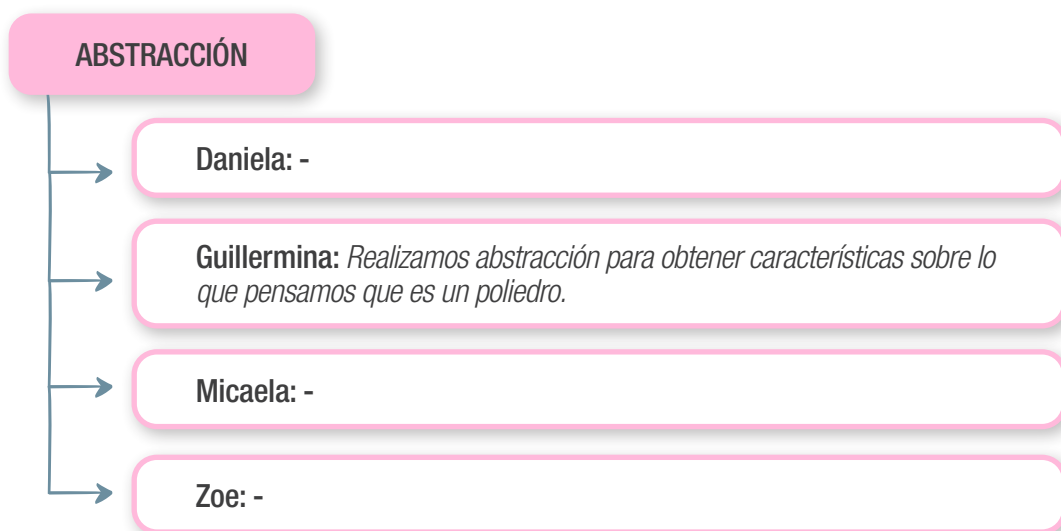 ABSTRACCIÓN
Daniela: -
Guillermina: Realizamos abstracción para obtener características sobre lo
que pensamos que es un poliedro.
Micaela: -
Zoe: -